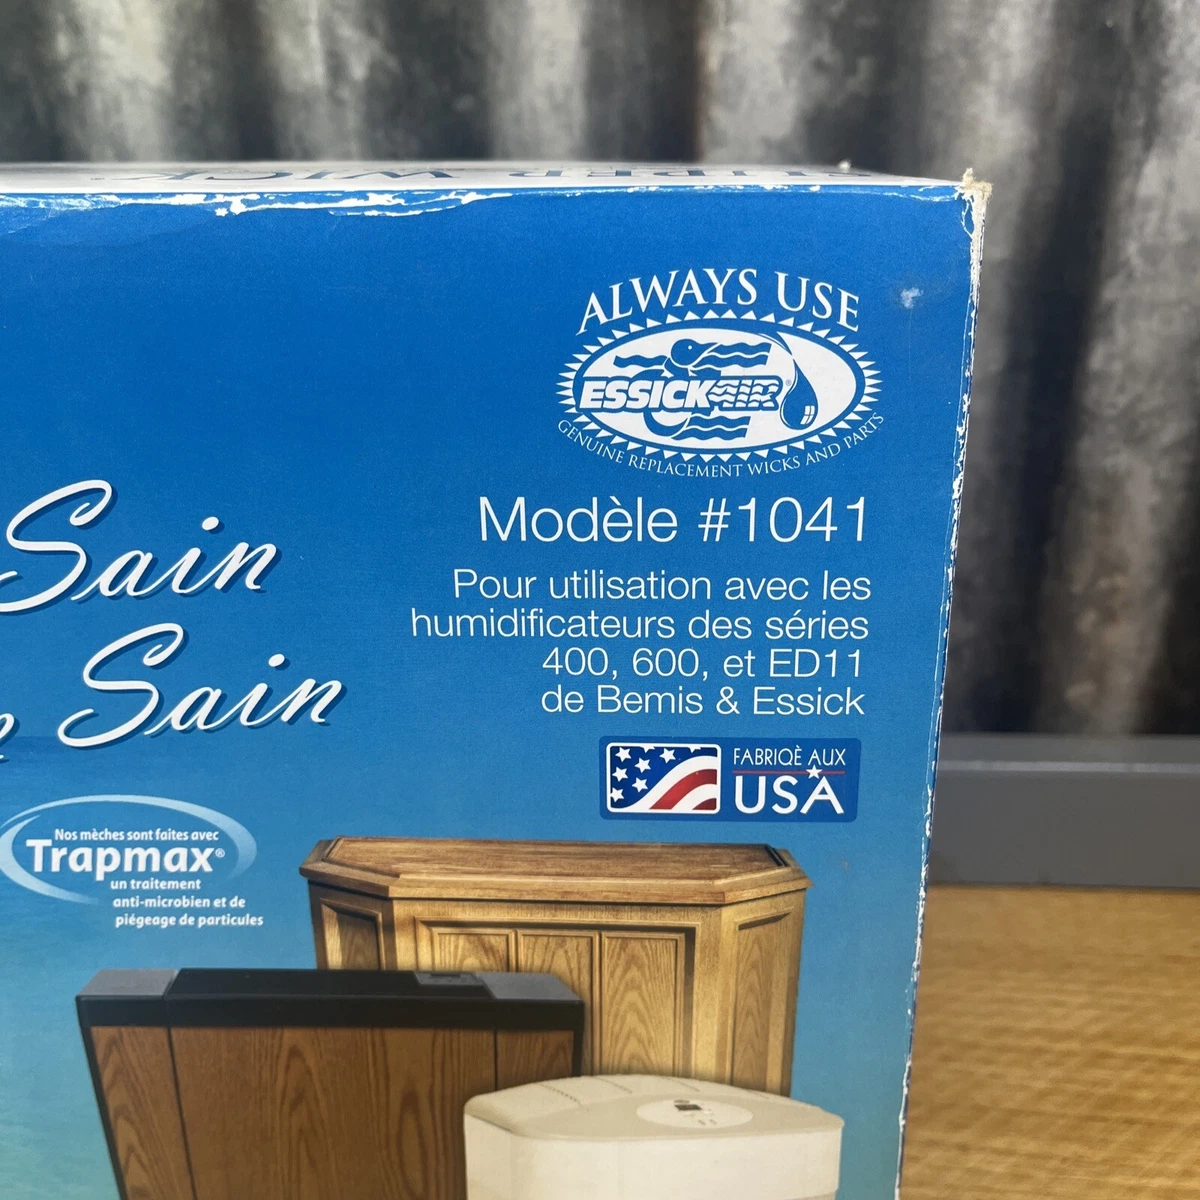 SUPER WICK
ALWAYS USE
ESSICK AIR®
GENUINE REPLACEMENT WICKS AND PARTS
Modèle #1041
Pour utilisation avec les
humidificateurs des séries
400, 600, et ED11
de Bemis & Essick
FABRIQÈ AUX
USA
Sain
Sain
Nos mèches sont faites avec
Trapmax®
un traitement
anti-microbien et de
piégeage de particules